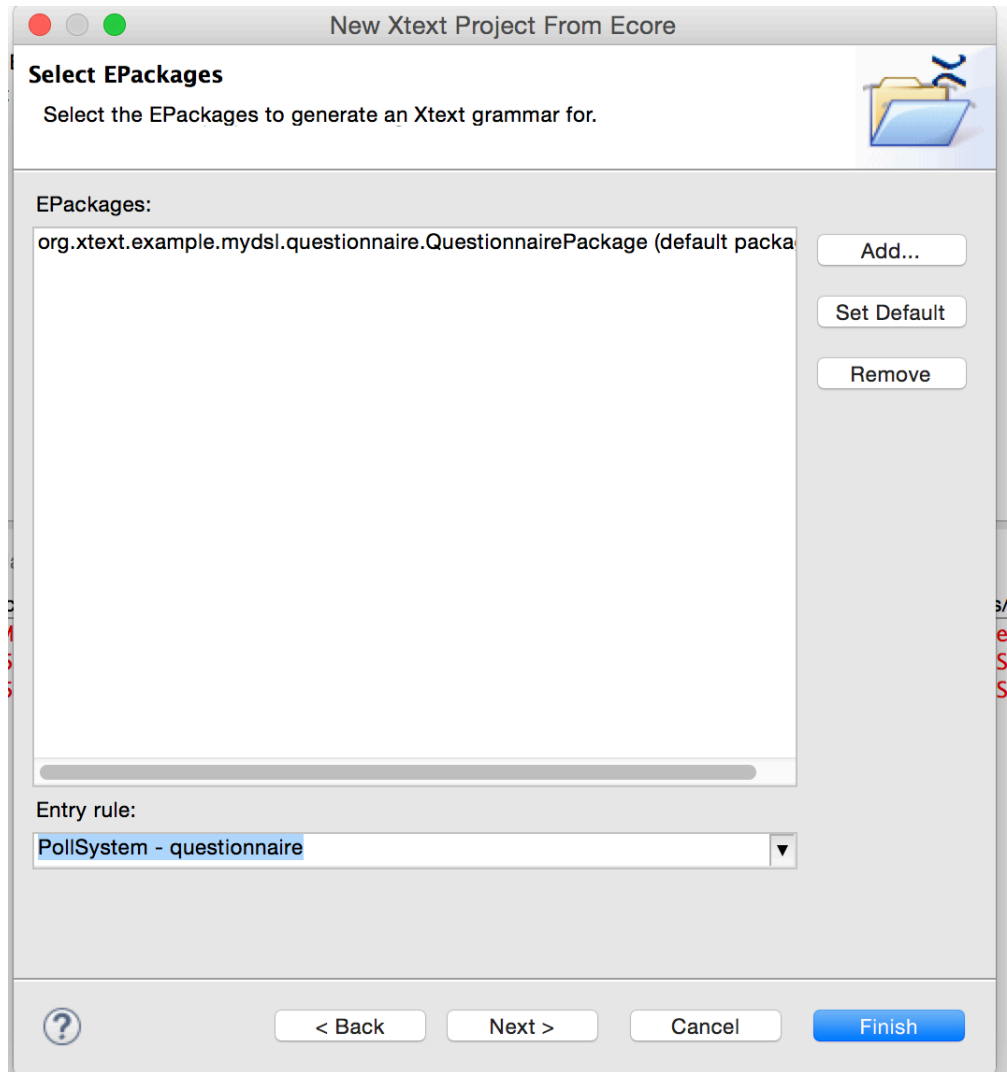 New Xtext Project From Ecore
Select EPackages
Select the EPackages to generate an Xtext grammar for.
EPackages:
org.xtext.example.mydsl.questionnaire.QuestionnairePackage (default packa
Add...
Set Default
Remove
Entry rule:
PollSystem - questionnaire
?
< Back
Next >
Cancel
Finish